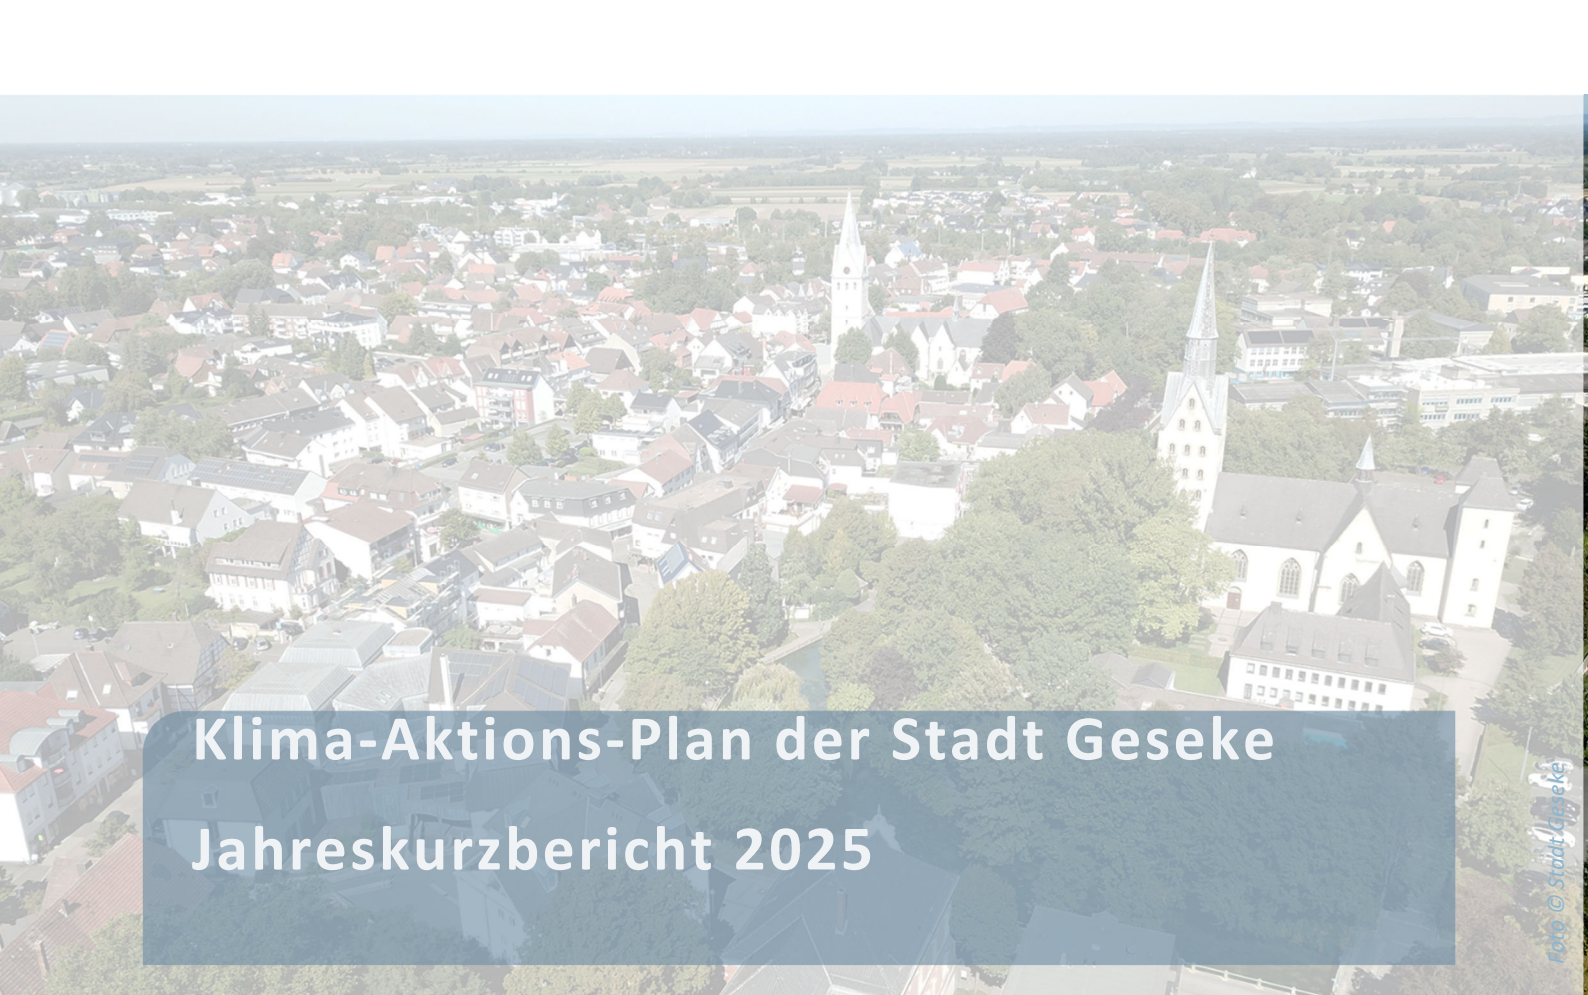 Klima-Aktions-Plan der Stadt Geseke
Jahreskurzbericht 2025
Foto © Stadt Geseke